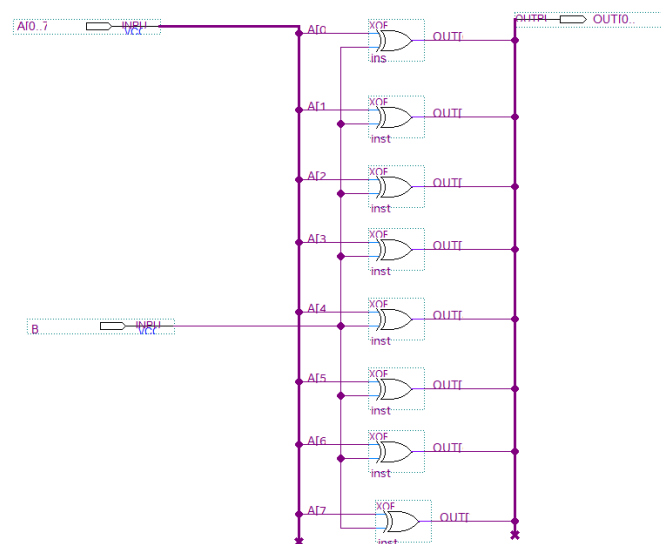 A[0..7 INPU VCC OUTPU OUT[0..
A[0 XOF OUT[
ins
A[1 XOF OUT[
inst
A[2 XOF OUT[
inst
A[3 XOF OUT[
inst
A[4 XOF OUT[
inst
B INPU VCC
A[5 XOF OUT[
inst
A[6 XOF OUT[
inst
A[7 XOF OUT[
inst